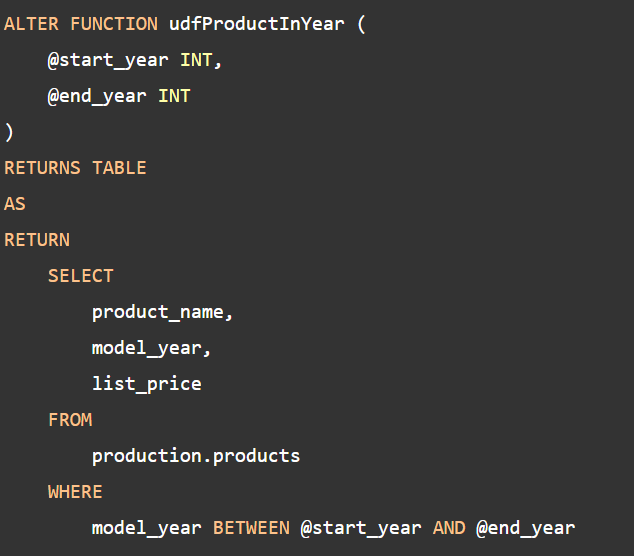 ALTER FUNCTION udfProductInYear (
    @start_year INT,
    @end_year INT
)
RETURNS TABLE
AS
RETURN
    SELECT
        product_name,
        model_year,
        list_price
    FROM
        production.products
    WHERE
        model_year BETWEEN @start_year AND @end_year